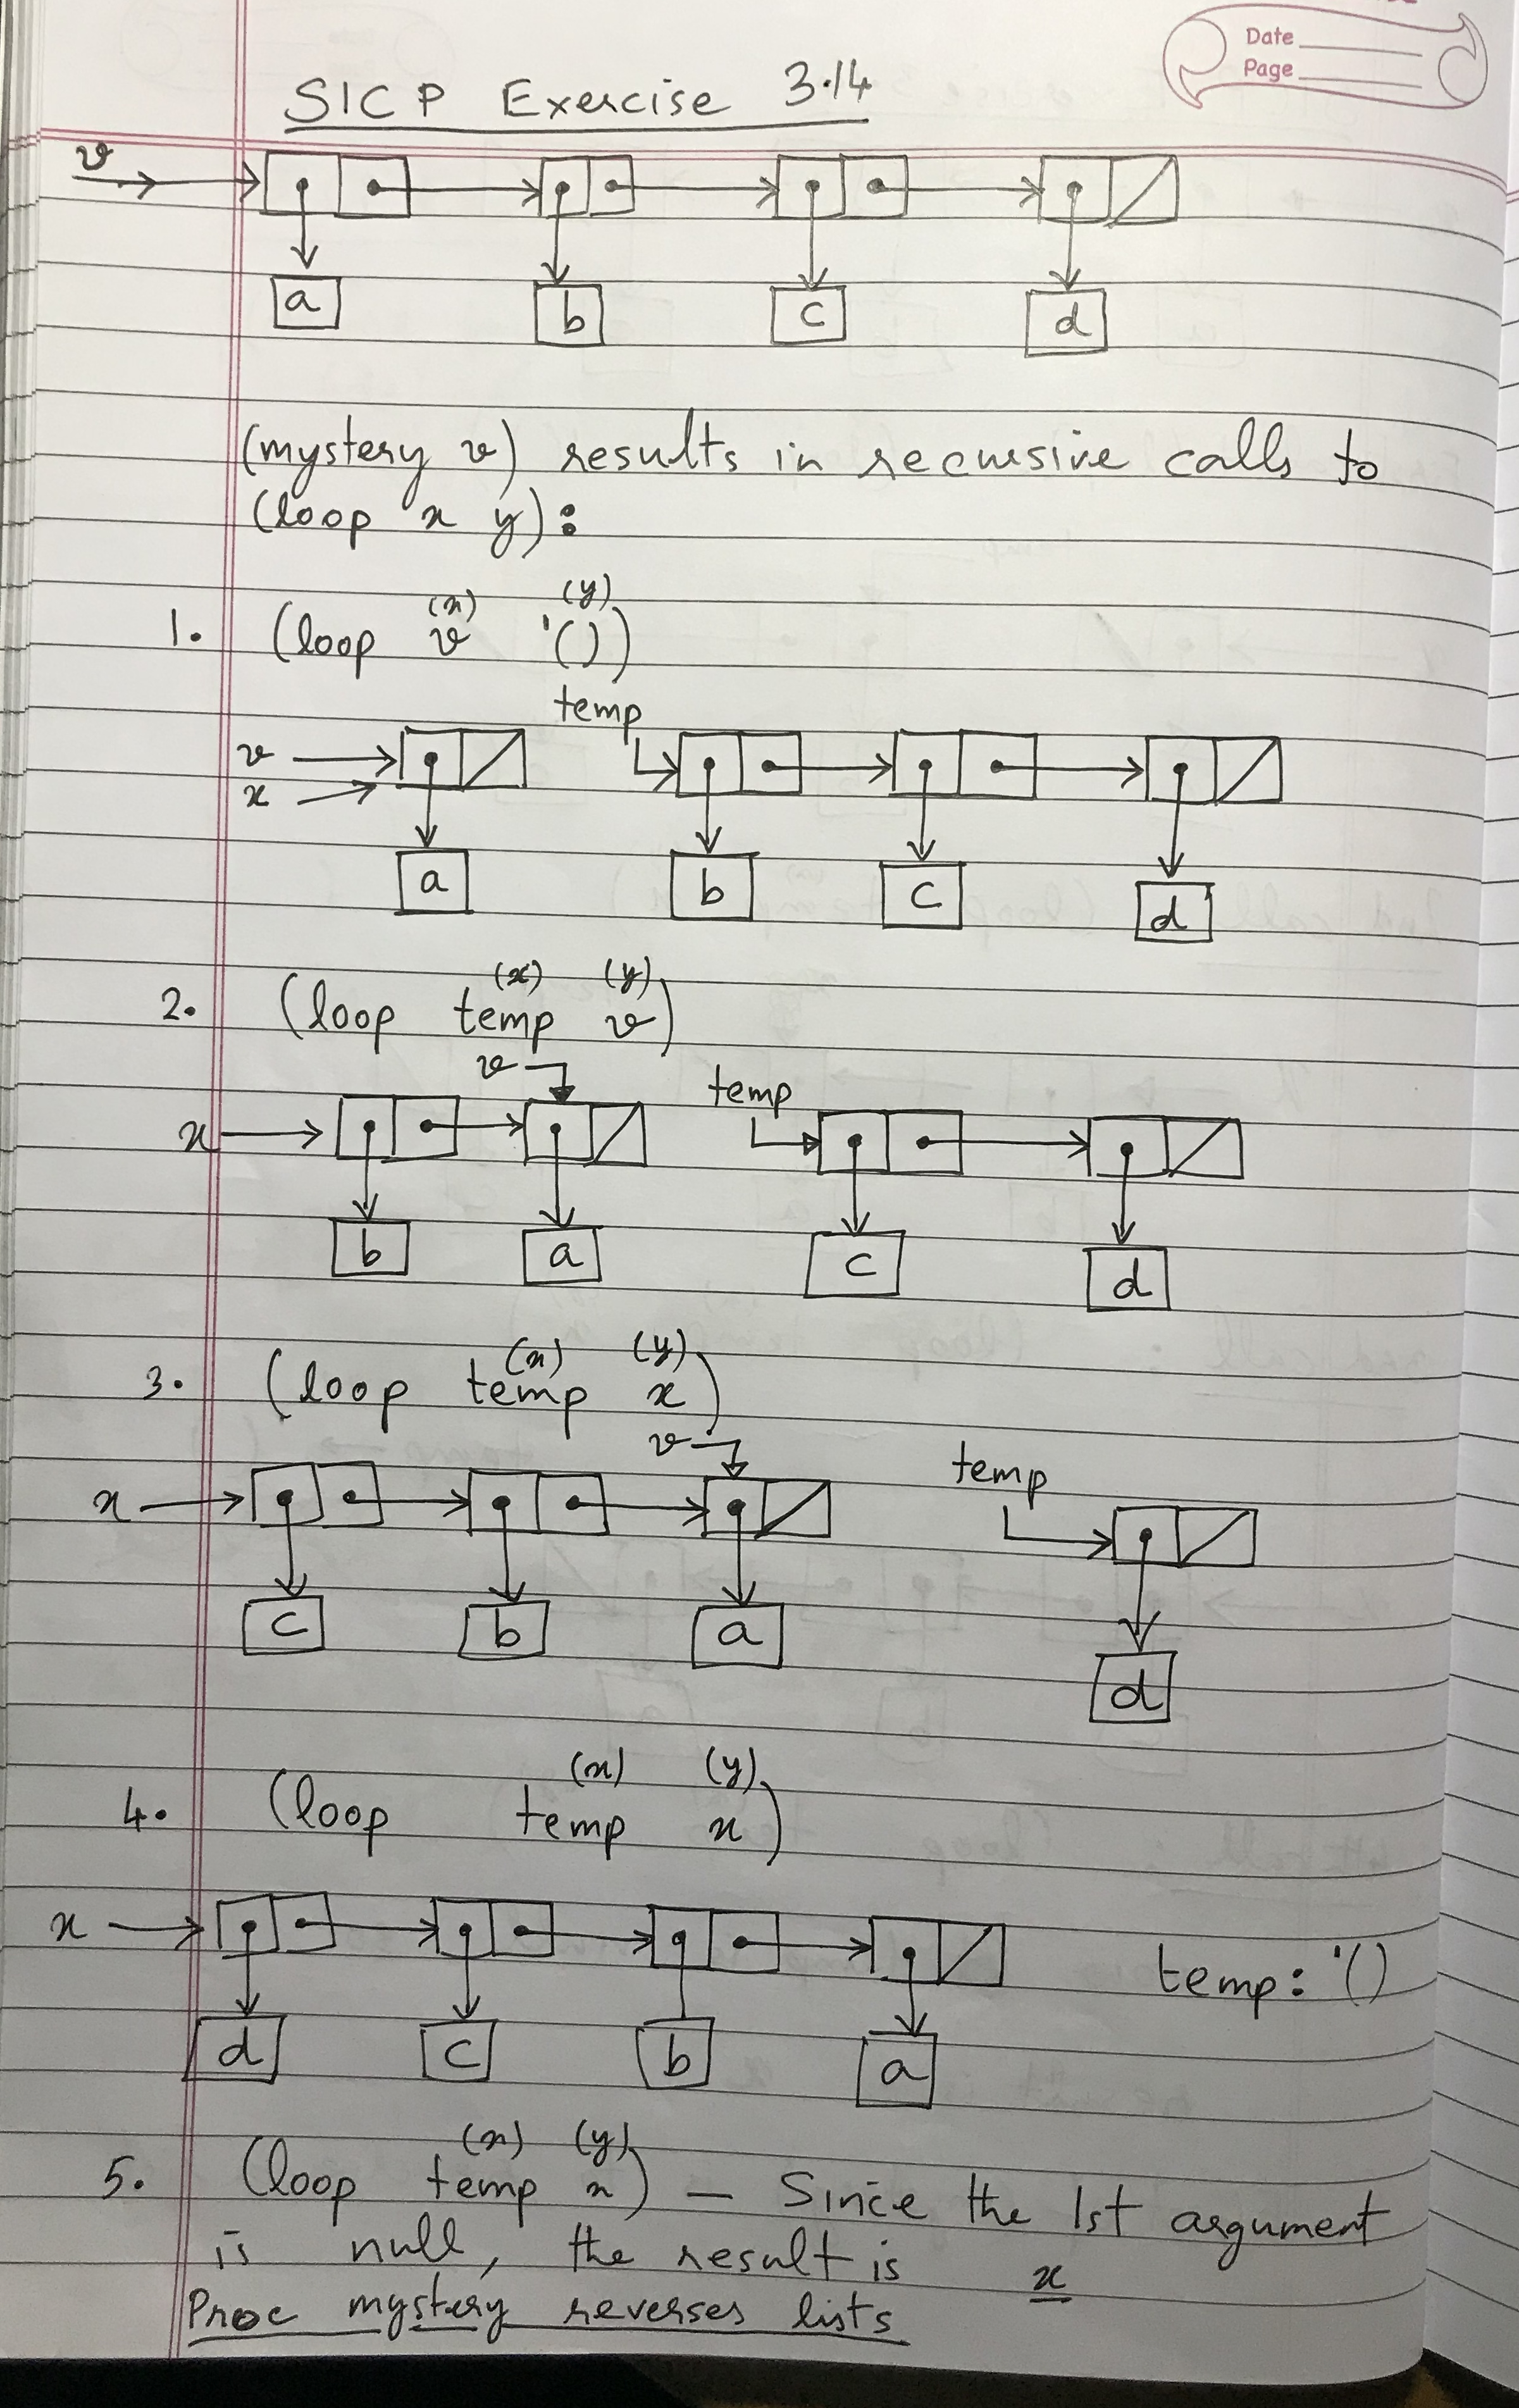 Date
Page
SICP Exercise 3.14
v
a b c d
(mystery v) results in recursive calls to
(loop x y):
(x) (y)
1. (loop v '())
temp
v
x
a b c d
(x) (y)
2. (loop temp v)
v
temp
x
b a c d
(x) (y)
3. (loop temp x)
v
temp
x
c b a d
(x) (y)
4. (loop temp x)
x
temp: '()
d c b a
(x) (y)
5. (loop temp x) — Since the 1st argument
is null, the result is x
Proc mystery reverses lists